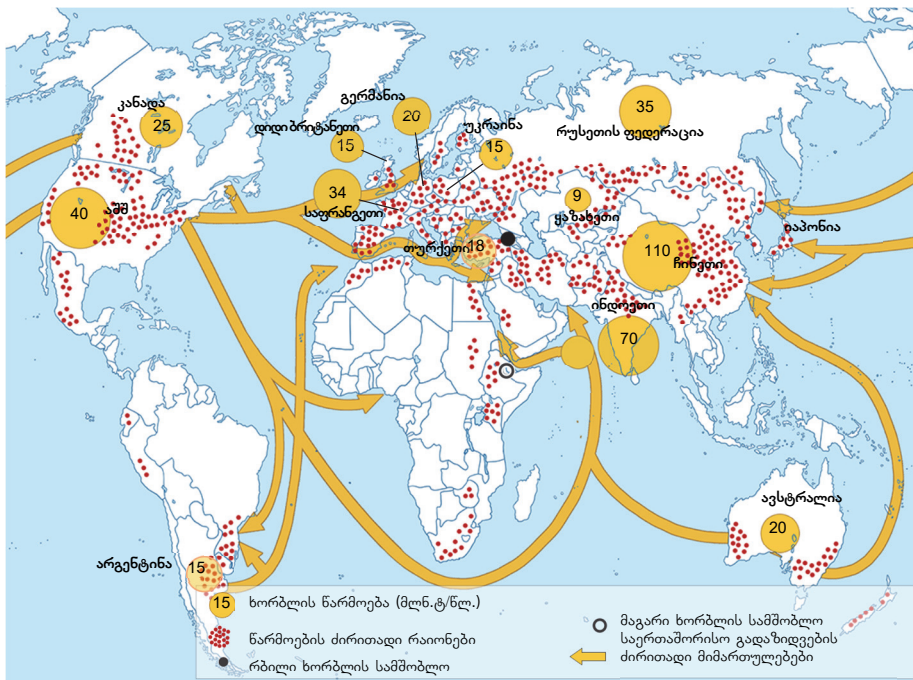 გერმანია
კანადა
დიდი ბრიტანეთი
უკრაინა
20
35
25
15
15
რუსეთის ფედერაცია
34
9
40
აშშ
საფრანგეთი
ყაზახეთი
თურქეთი
18
იაპონია
110
ჩინეთი
ინდოეთი
70
ავსტრალია
20
არგენტინა
15
15
ხორბლის წარმოება (მლნ.ტ/წლ.)
წარმოების ძირითადი რაიონები
რბილი ხორბლის სამშობლო
მაგარი ხორბლის სამშობლო
საერთაშორისო გადაზიდვების
ძირითადი მიმართულებები